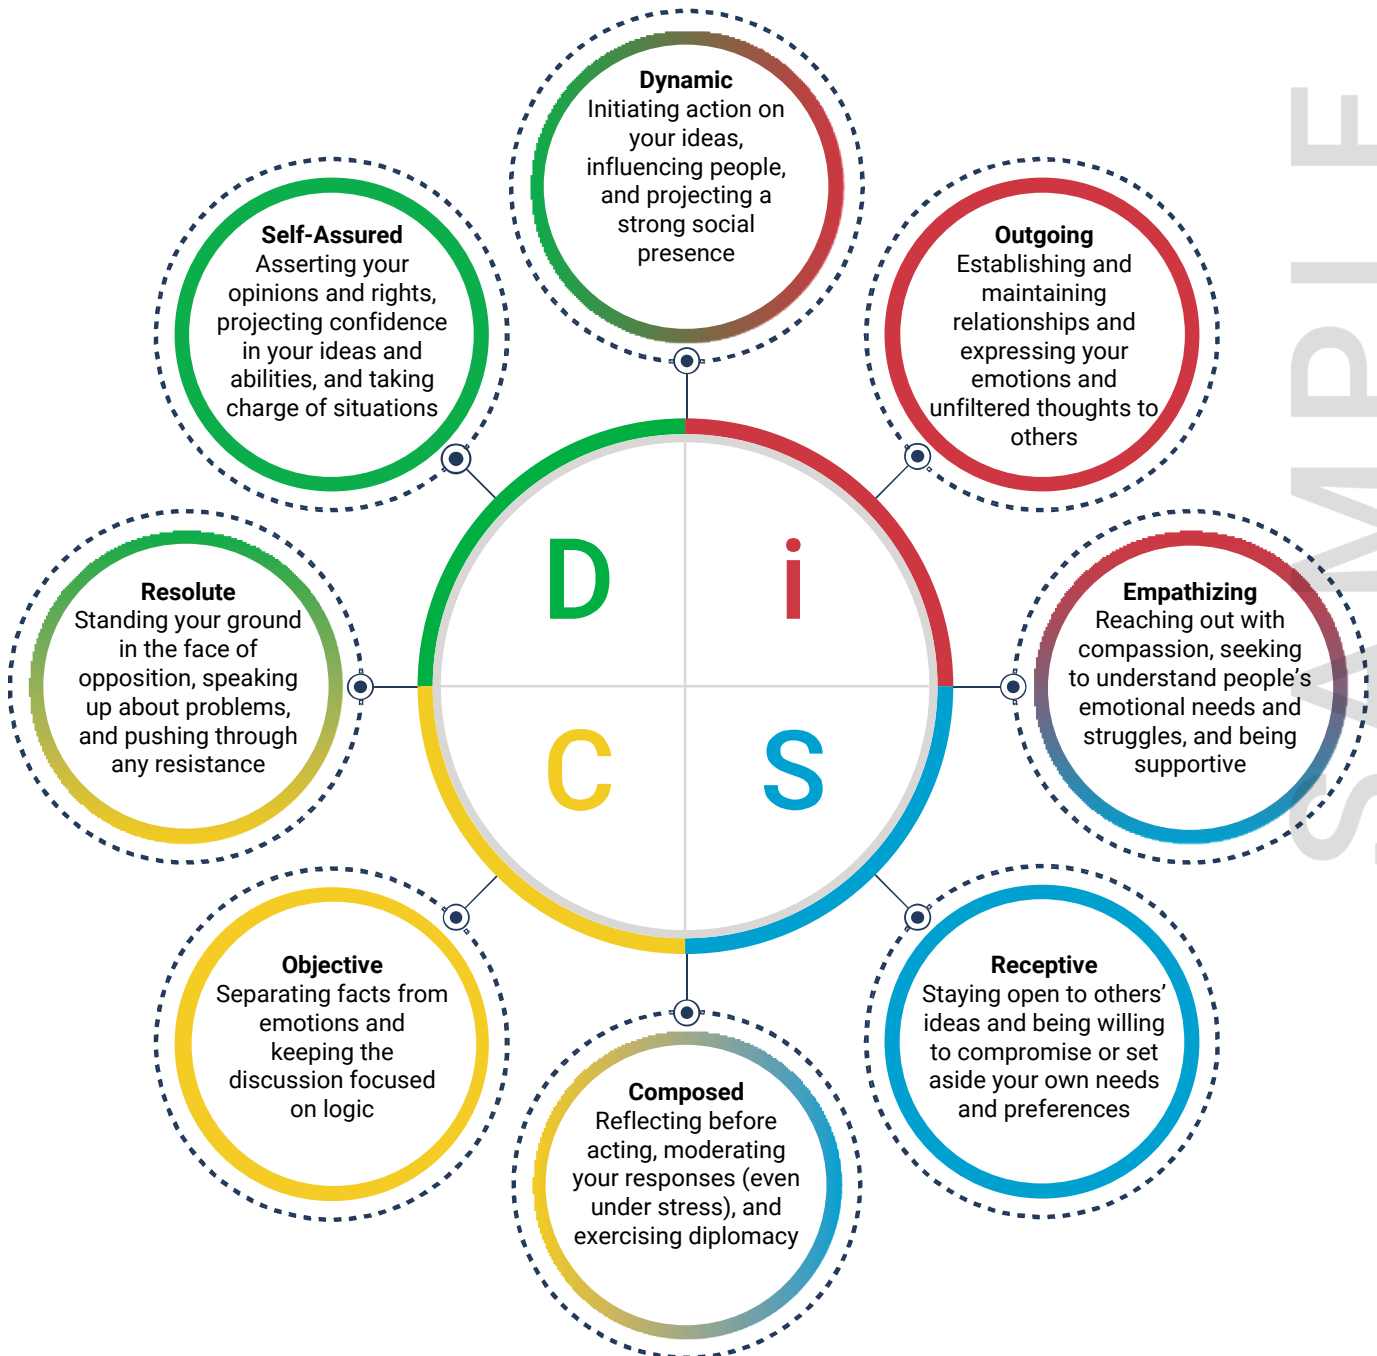 Dynamic
Initiating action on
your ideas,
influencing people,
and projecting a
strong social
presence
Self-Assured
Asserting your
opinions and rights,
projecting confidence
in your ideas and
abilities, and taking
charge of situations
Outgoing
Establishing and
maintaining
relationships and
expressing your
emotions and
unfiltered thoughts to
others
D
i
C
S
Resolute
Standing your ground
in the face of
opposition, speaking
up about problems,
and pushing through
any resistance
Empathizing
Reaching out with
compassion, seeking
to understand people’s
emotional needs and
struggles, and being
supportive
Objective
Separating facts from
emotions and
keeping the
discussion focused
on logic
Receptive
Staying open to others’
ideas and being willing
to compromise or set
aside your own needs
and preferences
Composed
Reflecting before
acting, moderating
your responses (even
under stress), and
exercising diplomacy
SAMPLE